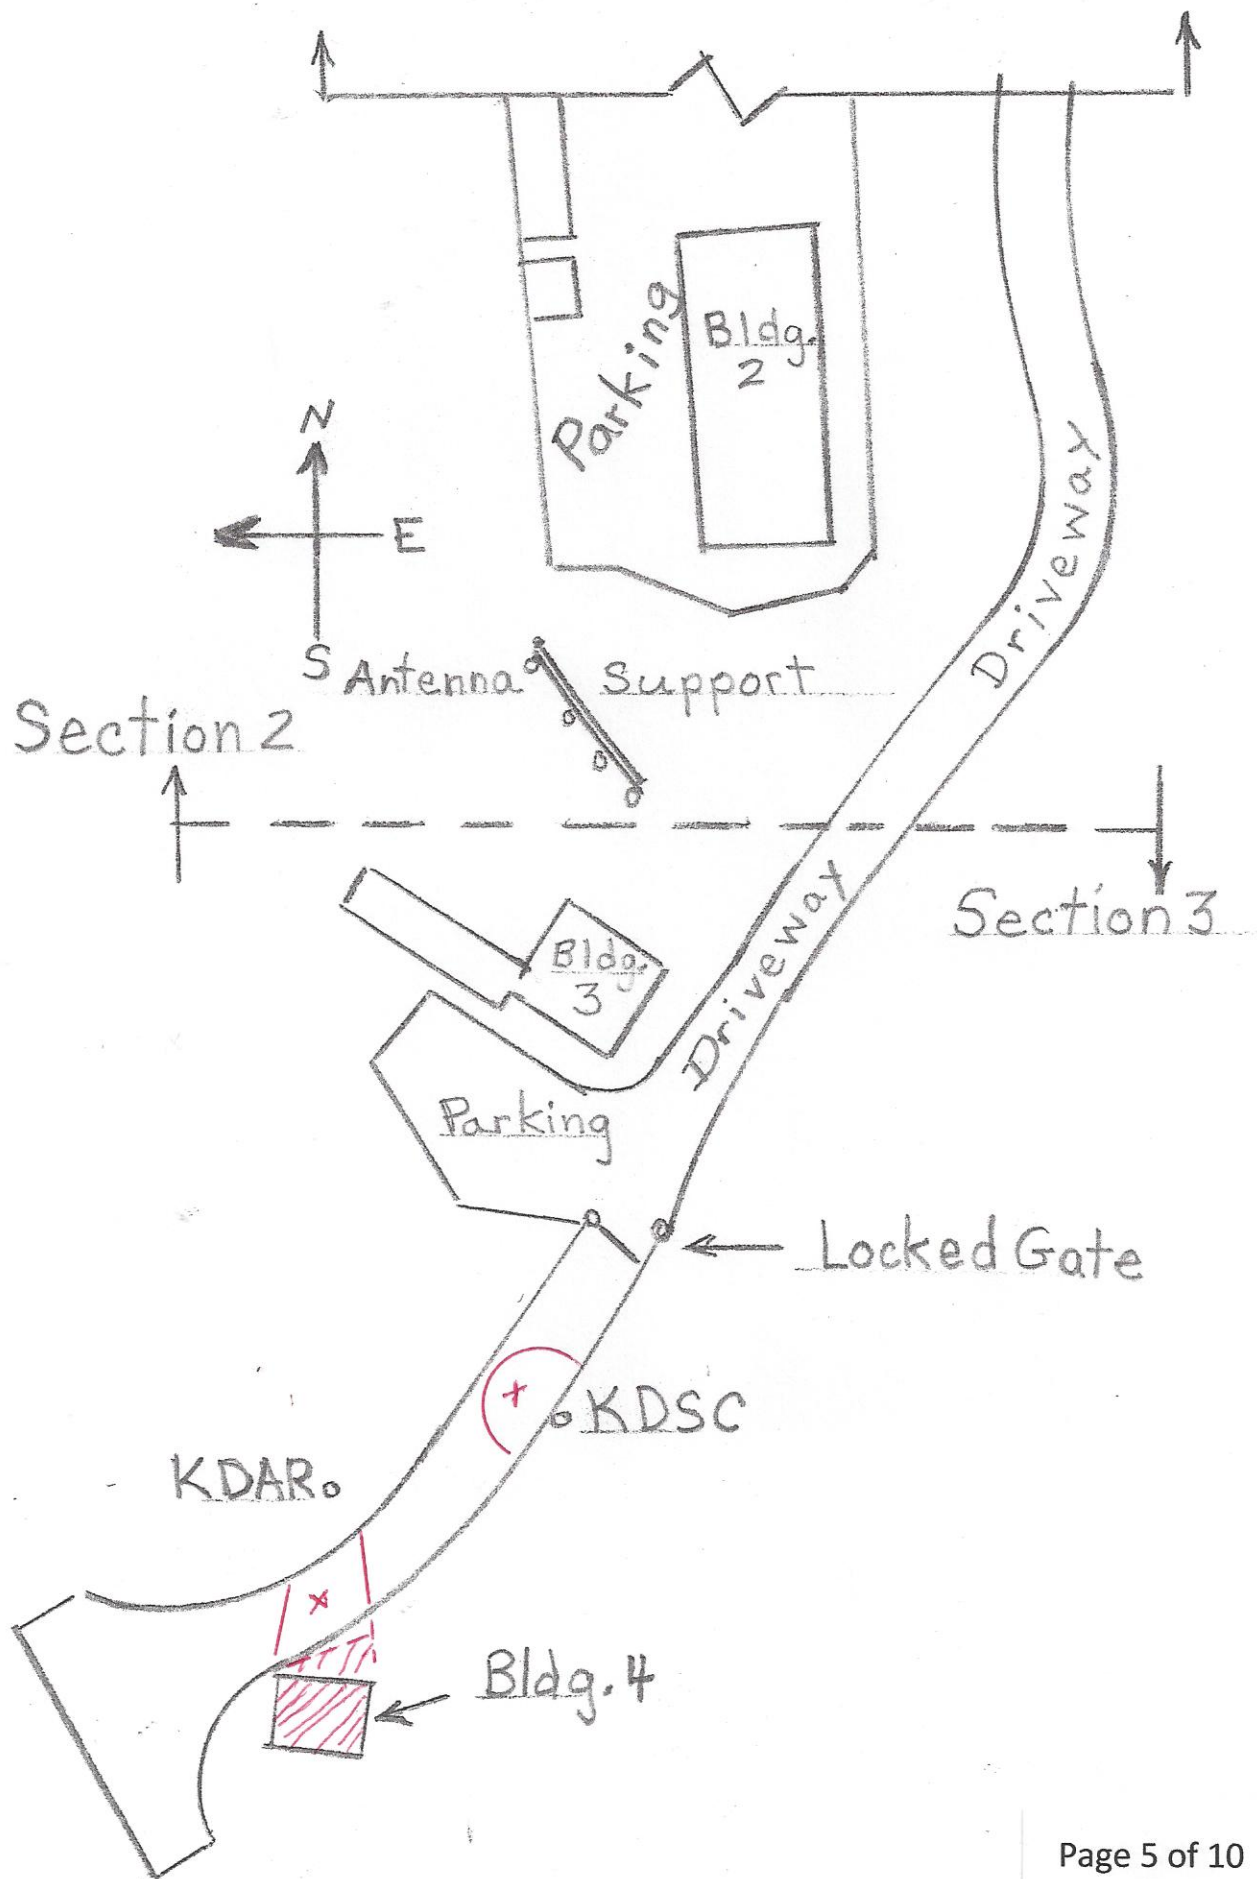 Bldg.
2
Parking
N
E
S
Driveway
Antenna Support
Section 2
Section 3
Bldg.
3
Driveway
Parking
Locked Gate
KDSC
KDAR
Bldg. 4
Page 5 of 10